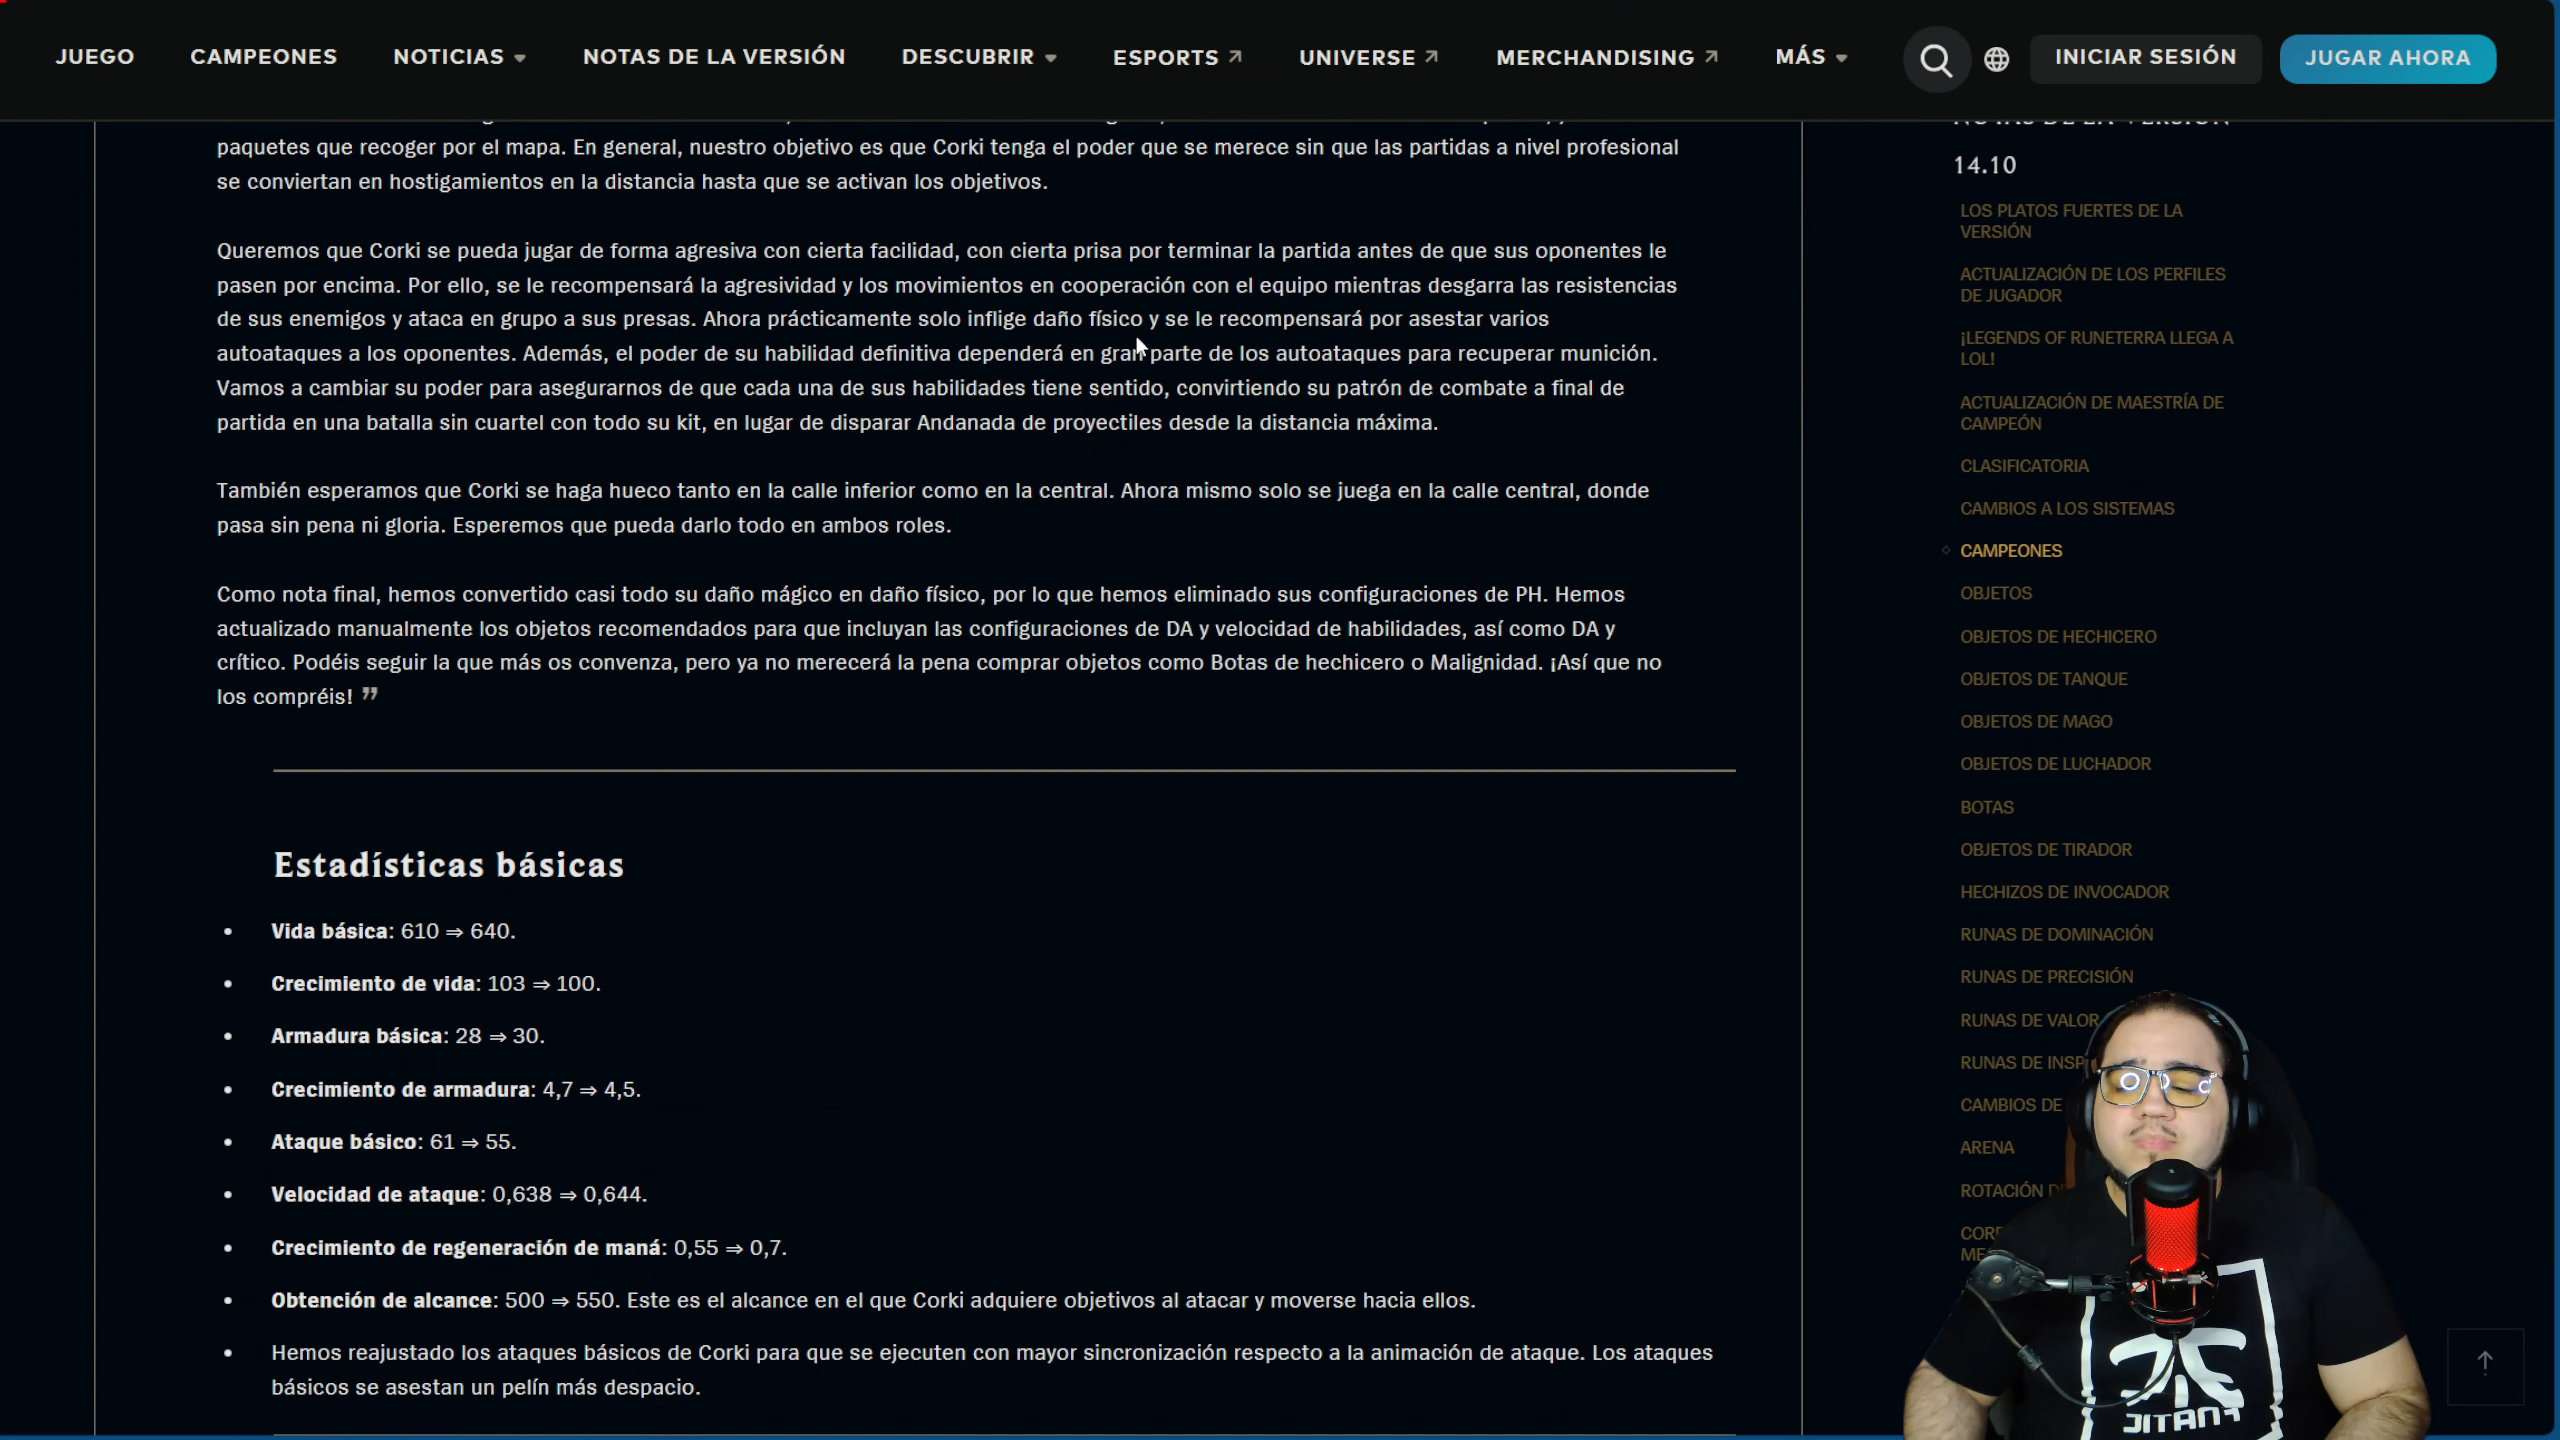 JUEGO CAMPEONES NOTICIAS NOTAS DE LA VERSIÓN DESCUBRIR ESPORTS UNIVERSE MERCHANDISING MÁS INICIAR SESIÓN JUGAR AHORA
paquetes que recoger por el mapa. En general, nuestro objetivo es que Corki tenga el poder que se merece sin que las partidas a nivel profesional
se conviertan en hostigamientos en la distancia hasta que se activan los objetivos.
Queremos que Corki se pueda jugar de forma agresiva con cierta facilidad, con cierta prisa por terminar la partida antes de que sus oponentes le
pasen por encima. Por ello, se le recompensará la agresividad y los movimientos en cooperación con el equipo mientras desgarra las resistencias
de sus enemigos y ataca en grupo a sus presas. Ahora prácticamente solo inflige daño físico y se le recompensará por asestar varios
autoataques a los oponentes. Además, el poder de su habilidad definitiva dependerá en gran parte de los autoataques para recuperar munición.
Vamos a cambiar su poder para asegurarnos de que cada una de sus habilidades tiene sentido, convirtiendo su patrón de combate a final de
partida en una batalla sin cuartel con todo su kit, en lugar de disparar Andanada de proyectiles desde la distancia máxima.
También esperamos que Corki se haga hueco tanto en la calle inferior como en la central. Ahora mismo solo se juega en la calle central, donde
pasa sin pena ni gloria. Esperemos que pueda darlo todo en ambos roles.
Como nota final, hemos convertido casi todo su daño mágico en daño físico, por lo que hemos eliminado sus configuraciones de PH. Hemos
actualizado manualmente los objetos recomendados para que incluyan las configuraciones de DA y velocidad de habilidades, así como DA y
crítico. Podéis seguir la que más os convenza, pero ya no merecerá la pena comprar objetos como Botas de hechicero o Malignidad. ¡Así que no
los compréis! ”
Estadísticas básicas
• Vida básica: 610 ⇒ 640.
• Crecimiento de vida: 103 ⇒ 100.
• Armadura básica: 28 ⇒ 30.
• Crecimiento de armadura: 4,7 ⇒ 4,5.
• Ataque básico: 61 ⇒ 55.
• Velocidad de ataque: 0,638 ⇒ 0,644.
• Crecimiento de regeneración de maná: 0,55 ⇒ 0,7.
• Obtención de alcance: 500 ⇒ 550. Este es el alcance en el que Corki adquiere objetivos al atacar y moverse hacia ellos.
• Hemos reajustado los ataques básicos de Corki para que se ejecuten con mayor sincronización respecto a la animación de ataque. Los ataques
básicos se asestan un pelín más despacio.
NOTAS DE LA VERSIÓN
14.10
LOS PLATOS FUERTES DE LA
VERSIÓN
ACTUALIZACIÓN DE LOS PERFILES
DE JUGADOR
¡LEGENDS OF RUNETERRA LLEGA A
LOL!
ACTUALIZACIÓN DE MAESTRÍA DE
CAMPEÓN
CLASIFICATORIA
CAMBIOS A LOS SISTEMAS
CAMPEONES
OBJETOS
OBJETOS DE HECHICERO
OBJETOS DE TANQUE
OBJETOS DE MAGO
OBJETOS DE LUCHADOR
BOTAS
OBJETOS DE TIRADOR
HECHIZOS DE INVOCADOR
RUNAS DE DOMINACIÓN
RUNAS DE PRECISIÓN
RUNAS DE VALOR
RUNAS DE INSP
CAMBIOS DE
ARENA
ROTACIÓN D